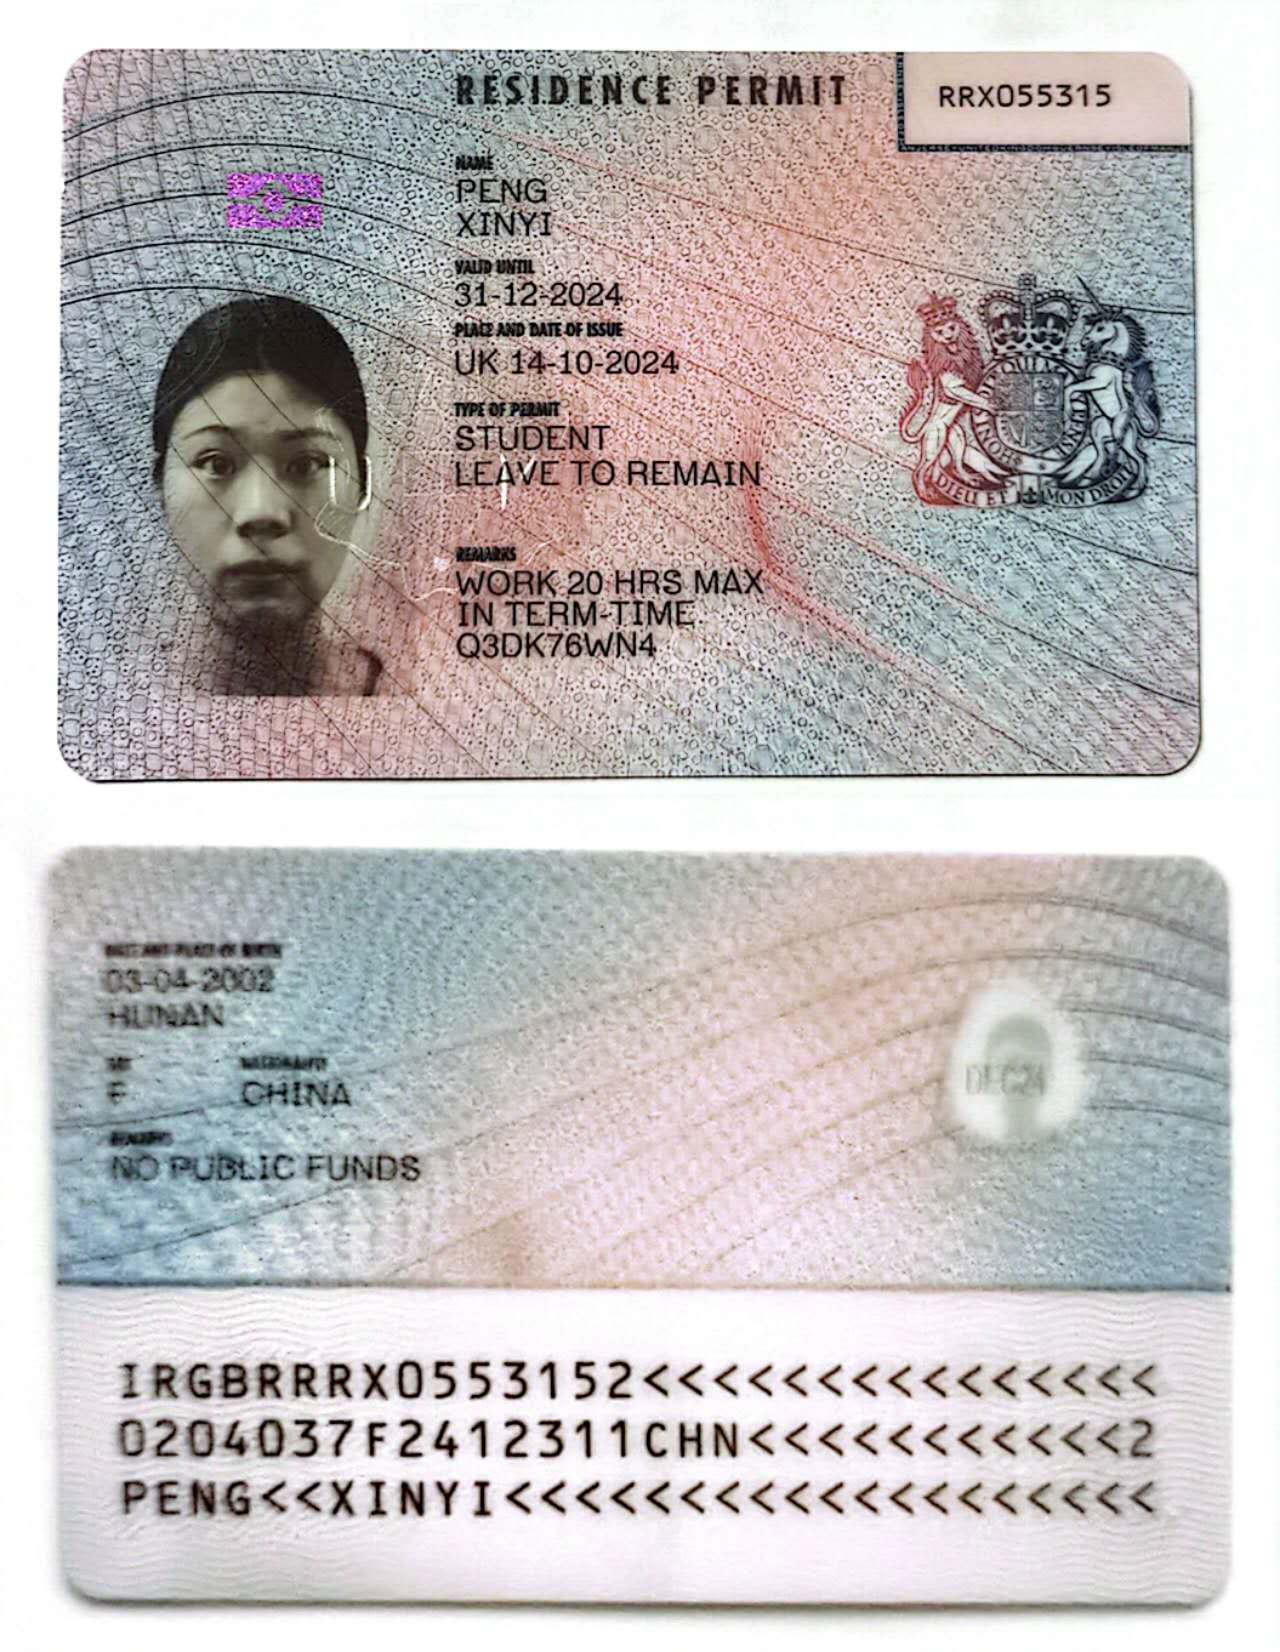 RESIDENCE PERMIT
RRX055315
NAME
PENG
XINYI
VALID UNTIL
31-12-2024
PLACE AND DATE OF ISSUE
UK 14-10-2024
TYPE OF PERMIT
STUDENT
LEAVE TO REMAIN
REMARKS
WORK 20 HRS MAX
IN TERM-TIME.
Q3DK76WN4
DIEU ET MON DROIT
DATE AND PLACE OF BIRTH
03-04-2002
HUNAN
NATIONALITY
F CHINA
REMARKS
NO PUBLIC FUNDS
DEC24
IRGBRRRX0553152<<<<<<<<<<<<<<<
0204037F2412311CHN<<<<<<<<<<<2
PENG<<XINYI<<<<<<<<<<<<<<<<<<<